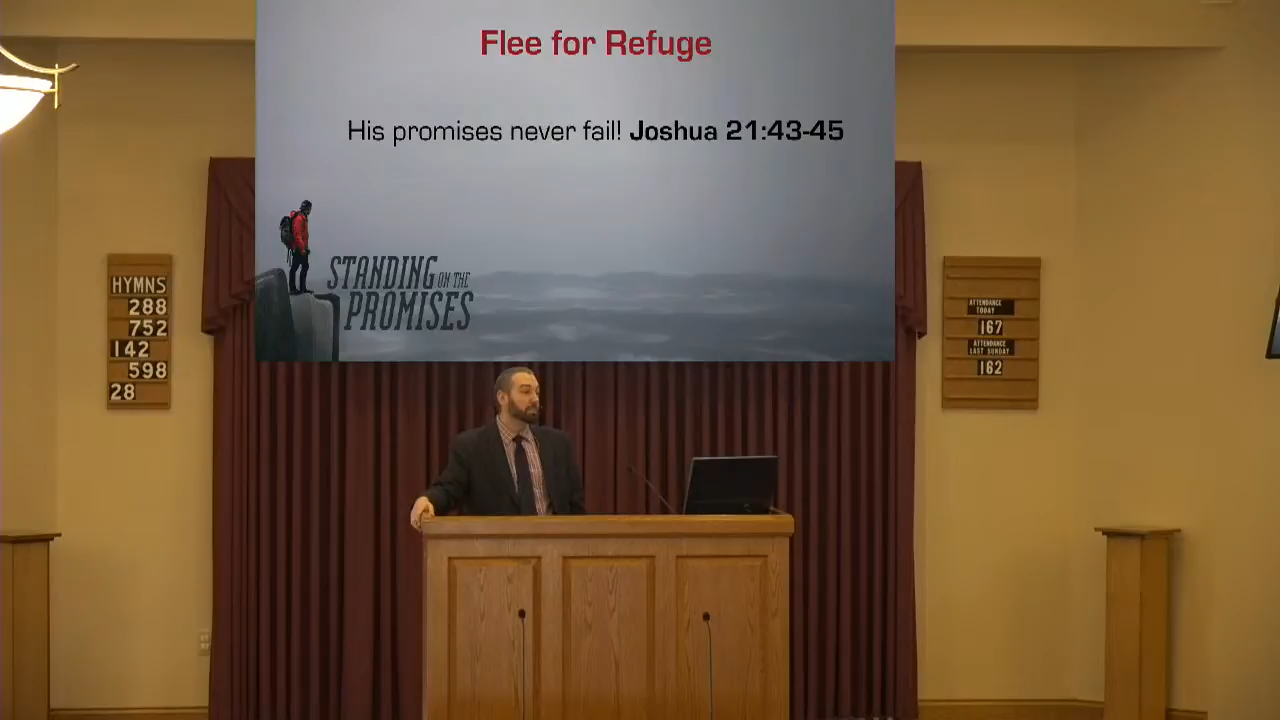 Flee for Refuge
His promises never fail! Joshua 21:43-45
STANDING ON THE
PROMISES
HYMNS
288
752
142
598
28
ATTENDANCE
TODAY
167
ATTENDANCE
LAST SUNDAY
162